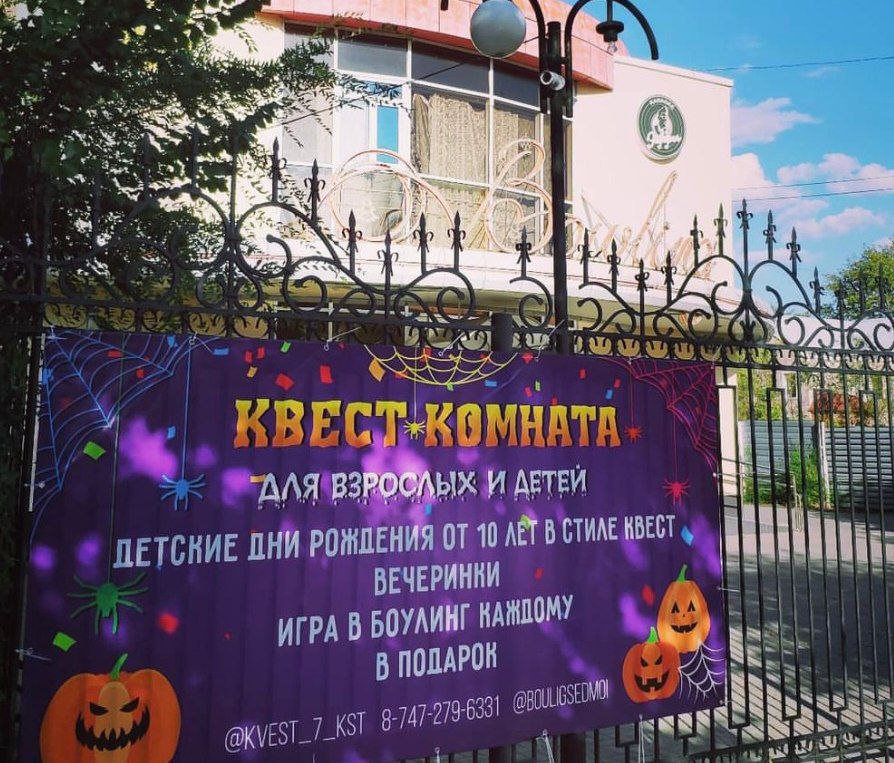 КВЕСТ КОМНАТА
ДЛЯ ВЗРОСЛЫХ И ДЕТЕЙ
ДЕТСКИЕ ДНИ РОЖДЕНИЯ ОТ 10 ЛЕТ В СТИЛЕ КВЕСТ
ВЕЧЕРИНКИ
ИГРА В БОУЛИНГ КАЖДОМУ
В ПОДАРОК
@KVEST_7_KST 8-747-279-6331 @BOULIGSEDMOI